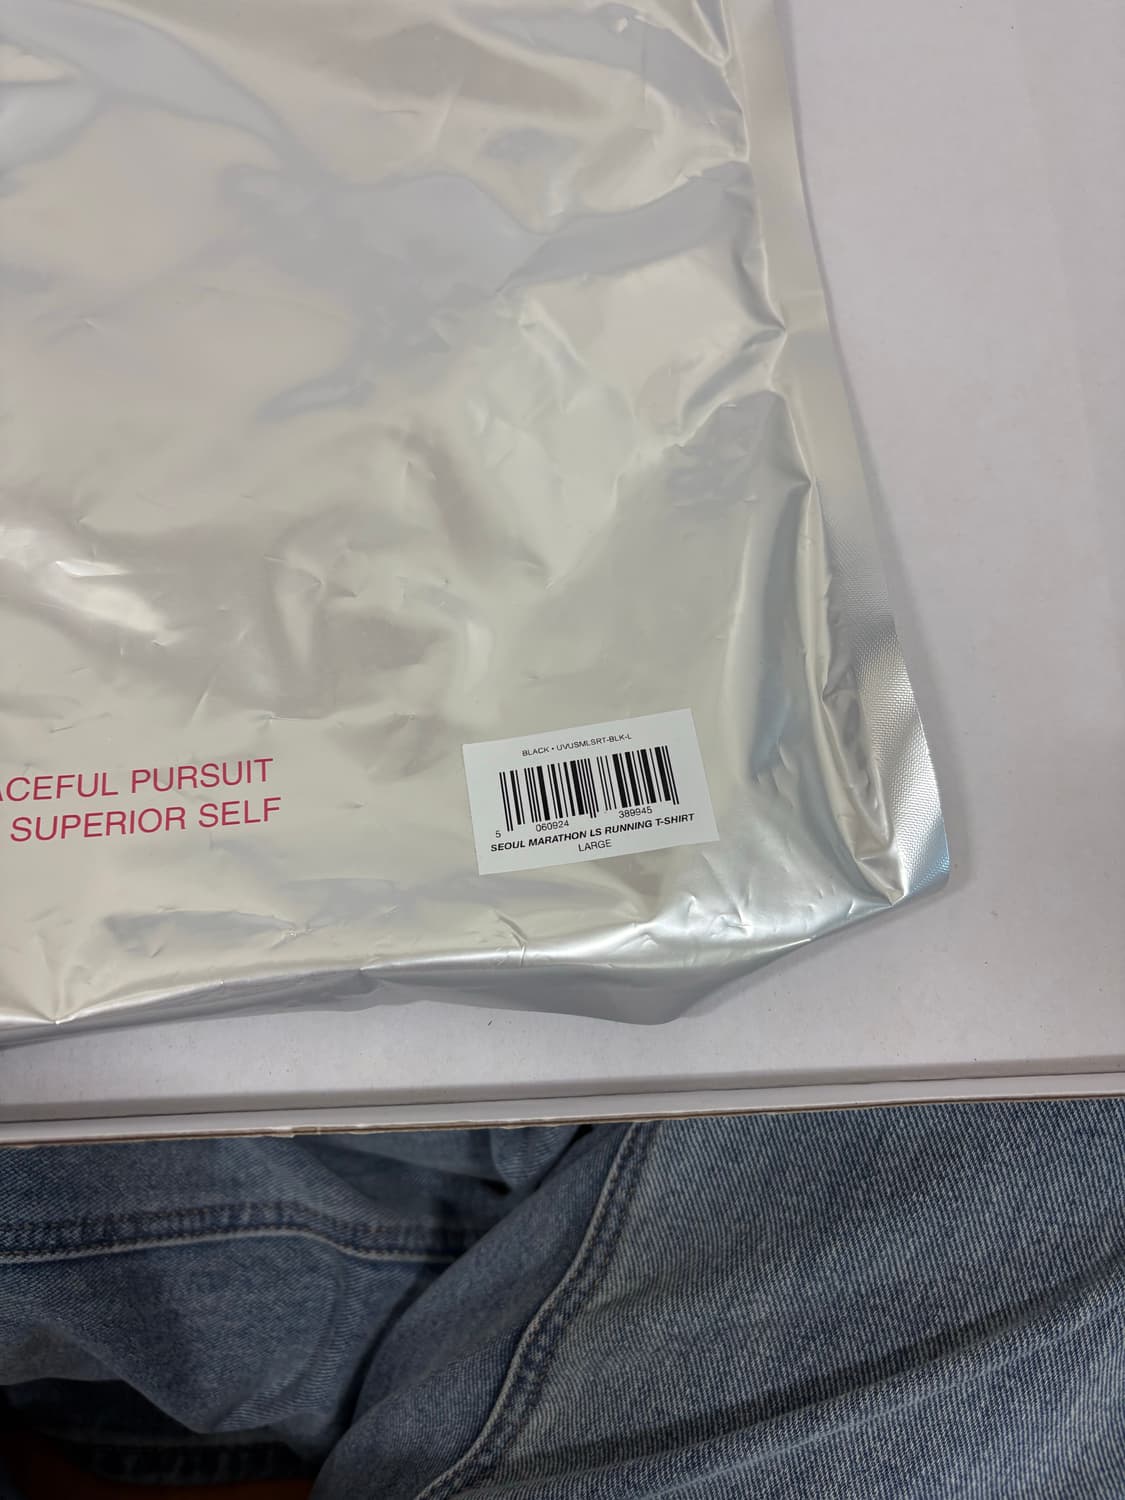 ACEFUL PURSUIT
SUPERIOR SELF
BLACK • UVUSMLSRT-BLK-L
5 060924 389945
SEOUL MARATHON LS RUNNING T-SHIRT
LARGE